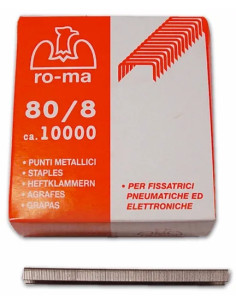 ro-ma
80/8
ca. 10000
• PUNTI METALLICI
• STAPLES
• HEFTKLAMMERN
• AGRAFES
• GRAPAS
• PER FISSATRICI
PNEUMATICHE ED
ELETTRONICHE